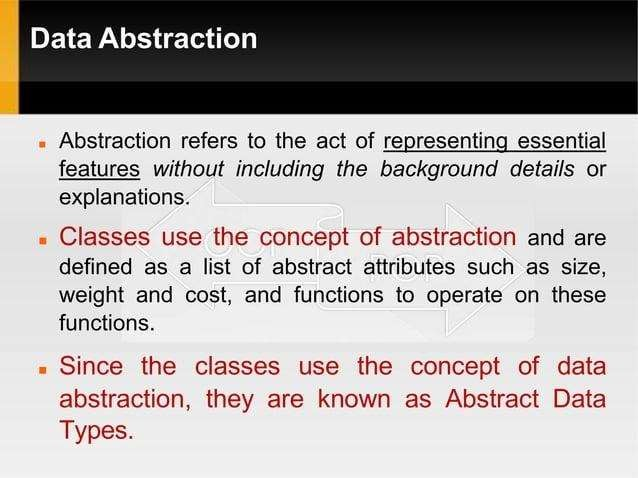 Data Abstraction
Abstraction refers to the act of representing essential
features without including the background details or
explanations.
Classes use the concept of abstraction and are
defined as a list of abstract attributes such as size,
weight and cost, and functions to operate on these
functions.
Since the classes use the concept of data
abstraction, they are known as Abstract Data
Types.
OOP
POP